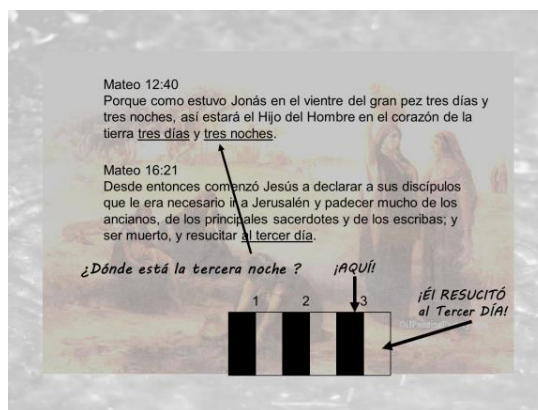 Mateo 12:40
Porque como estuvo Jonás en el vientre del gran pez tres días y
tres noches, así estará el Hijo del Hombre en el corazón de la
tierra tres días y tres noches.
Mateo 16:21
Desde entonces comenzó Jesús a declarar a sus discípulos
que le era necesario ir a Jerusalén y padecer mucho de los
ancianos, de los principales sacerdotes y de los escribas; y
ser muerto, y resucitar al tercer día.
¿Dónde está la tercera noche ?
¡AQUÍ!
1 2 3
¡Él RESUCITÓ
al Tercer DÍA!